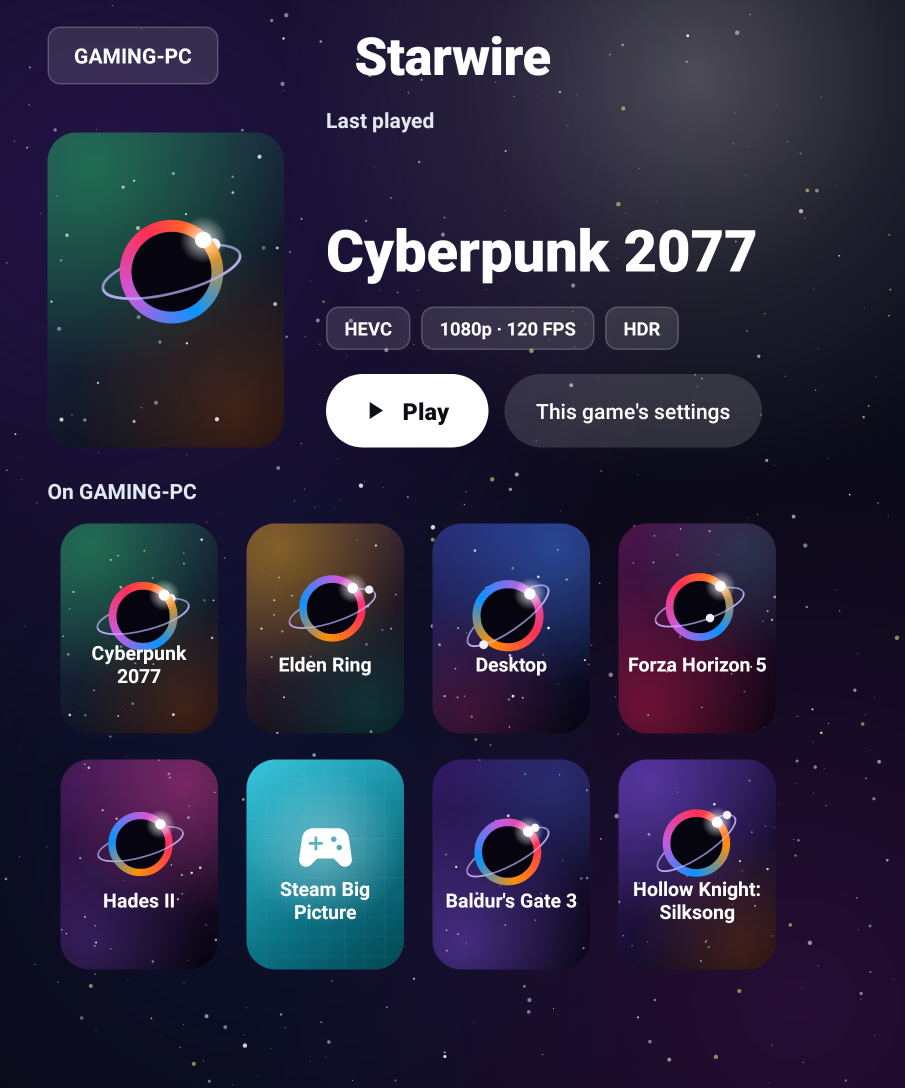 GAMING-PC
Starwire
Last played
Cyberpunk 2077
HEVC
1080p · 120 FPS
HDR
Play
This game's settings
On GAMING-PC
Cyberpunk
2077
Elden Ring
Desktop
Forza Horizon 5
Hades II
Steam Big
Picture
Baldur's Gate 3
Hollow Knight:
Silksong